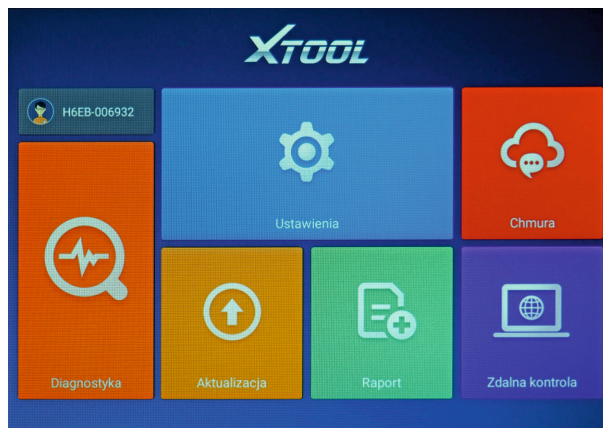 XTOOL
H6EB-006932
Ustawienia
Chmura
Diagnostyka
Aktualizacja
Raport
Zdalna kontrola